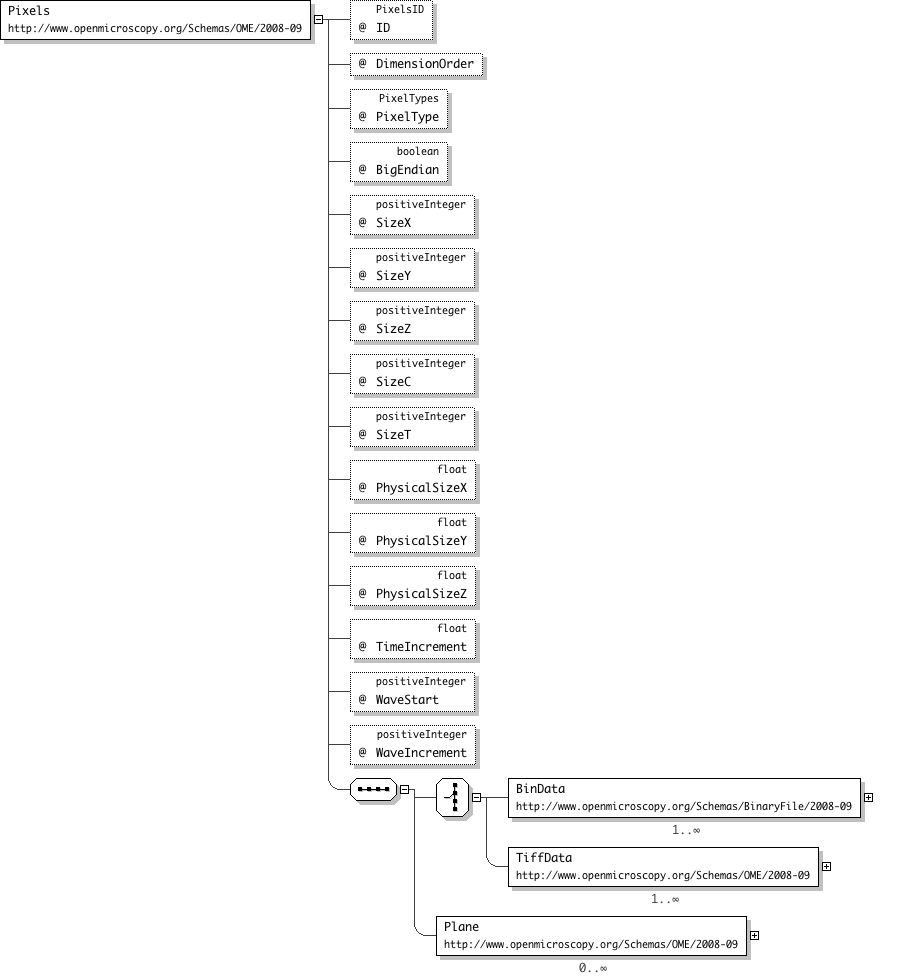 Pixels
http://www.openmicroscopy.org/Schemas/OME/2008-09
PixelsID
@ ID
@ DimensionOrder
PixelTypes
@ PixelType
boolean
@ BigEndian
positiveInteger
@ SizeX
positiveInteger
@ SizeY
positiveInteger
@ SizeZ
positiveInteger
@ SizeC
positiveInteger
@ SizeT
float
@ PhysicalSizeX
float
@ PhysicalSizeY
float
@ PhysicalSizeZ
float
@ TimeIncrement
positiveInteger
@ WaveStart
positiveInteger
@ WaveIncrement
BinData
http://www.openmicroscopy.org/Schemas/BinaryFile/2008-09
1..∞
TiffData
http://www.openmicroscopy.org/Schemas/OME/2008-09
1..∞
Plane
http://www.openmicroscopy.org/Schemas/OME/2008-09
0..∞